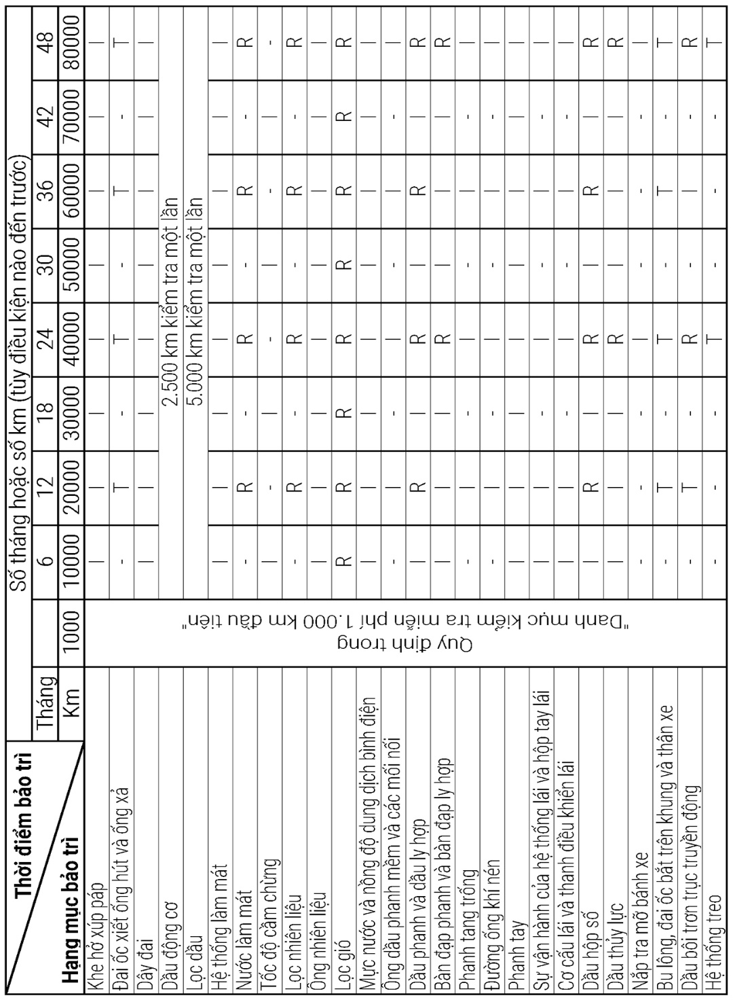 Thời điểm bảo trì
Hạng mục bảo trì
Số tháng hoặc số km (tùy điều kiện nào đến trước)
Tháng 6 12 18 24 30 36 42 48
Km 1000 10000 20000 30000 40000 50000 60000 70000 80000
Quy định trong
"Danh mục kiểm tra miễn phí 1.000 km đầu tiên"
Khe hở xúp páp I I I I I I I I
Đai ốc xiết ống hút và ống xả - T - T - T - T
Dây đai I I I I I I I I
Dầu động cơ 2.500 km kiểm tra một lần
Lọc dầu 5.000 km kiểm tra một lần
Hệ thống làm mát I I I I I I I I
Nước làm mát - R - R - R - R
Tốc độ cầm chừng I - I - I - I -
Lọc nhiên liệu - R - R - R - R
Ống nhiên liệu I I I I I I I I
Lọc gió R R R R R R R R
Mực nước và nồng độ dung dịch bình điện I I I I I I I I
Ống dầu phanh mềm và các mối nối - I - I - I - I
Dầu phanh và dầu ly hợp I R I R I R I R
Bàn đạp phanh và bàn đạp ly hợp I I I R I I I R
Phanh tang trống - I - I - I - I
Đường ống khí nén - I - I - I - I
Phanh tay I I I I I I I I
Sự vận hành của hệ thống lái và hộp tay lái I I - I - I - I
Cơ cấu lái và thanh điều khiển lái I I - I - I - I
Dầu hộp số I R I R I R I R
Dầu thủy lực I I I R I I I R
Nắp tra mỡ bánh xe - - - I - - - I
Bu lông, đai ốc bắt trên khung và thân xe - T - T - T - T
Dầu bôi trơn trục truyền động - T - R - I - R
Hệ thống treo - - - T - - - T